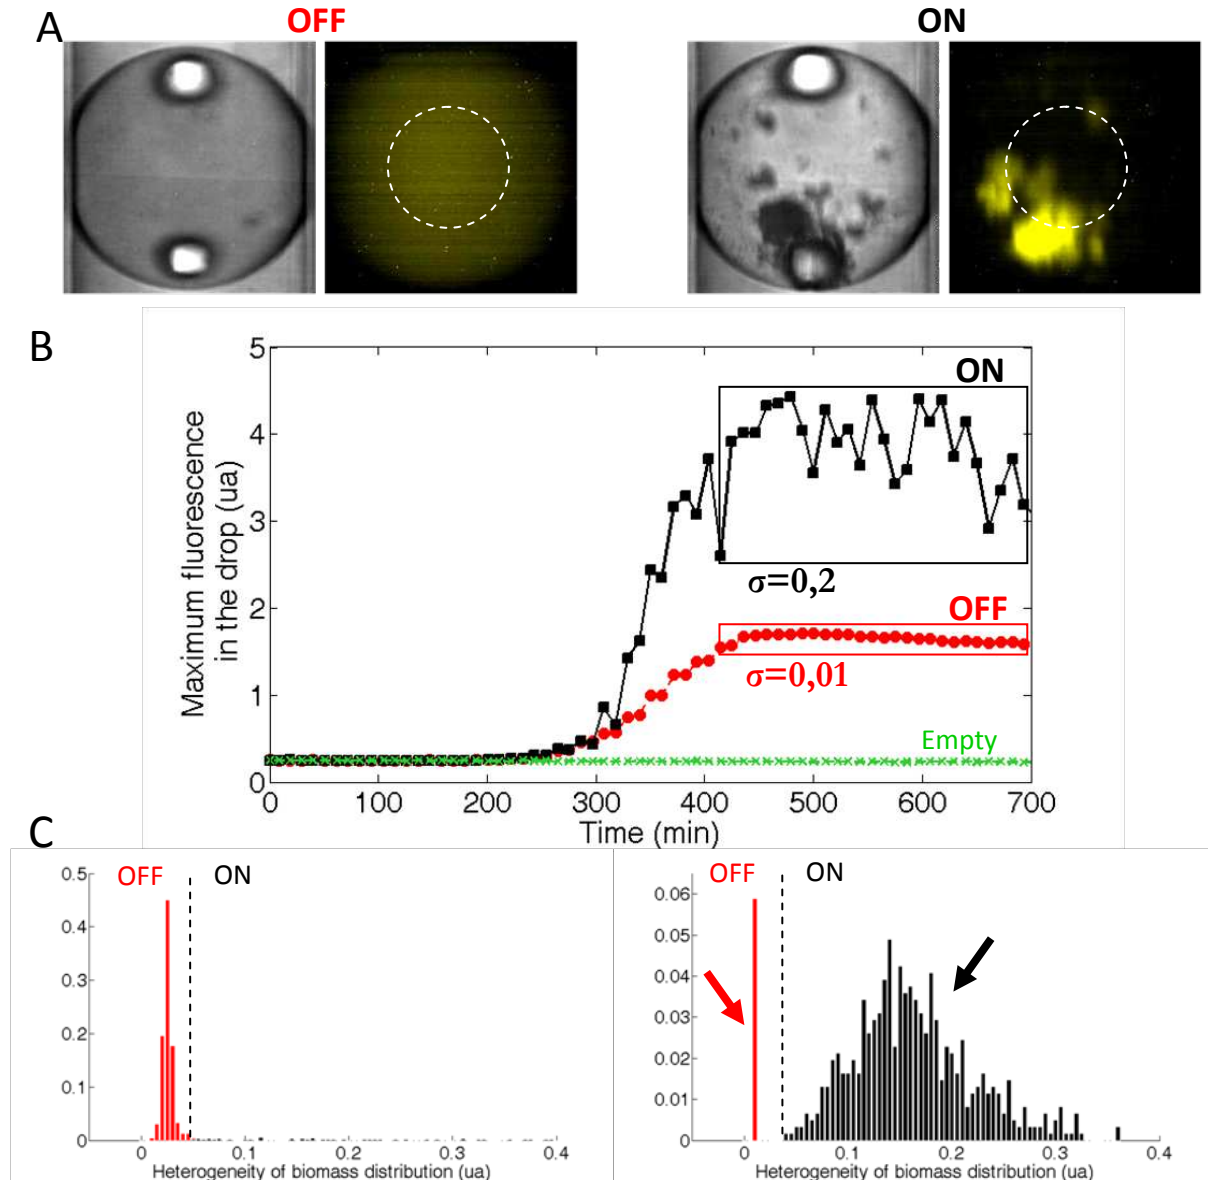 A
OFF
ON
B
Maximum fluorescence
in the drop (ua)
5
4
3
2
1
0
ON
σ=0,2
OFF
σ=0,01
Empty
0 100 200 300 400 500 600 700
Time (min)
C
OFF ON
0.5
0.4
0.3
0.2
0.1
0
0 0.1 0.2 0.3 0.4
Heterogeneity of biomass distribution (ua)
OFF ON
0.06
0.05
0.04
0.03
0.02
0.01
0
0 0.1 0.2 0.3 0.4
Heterogeneity of biomass distribution (ua)